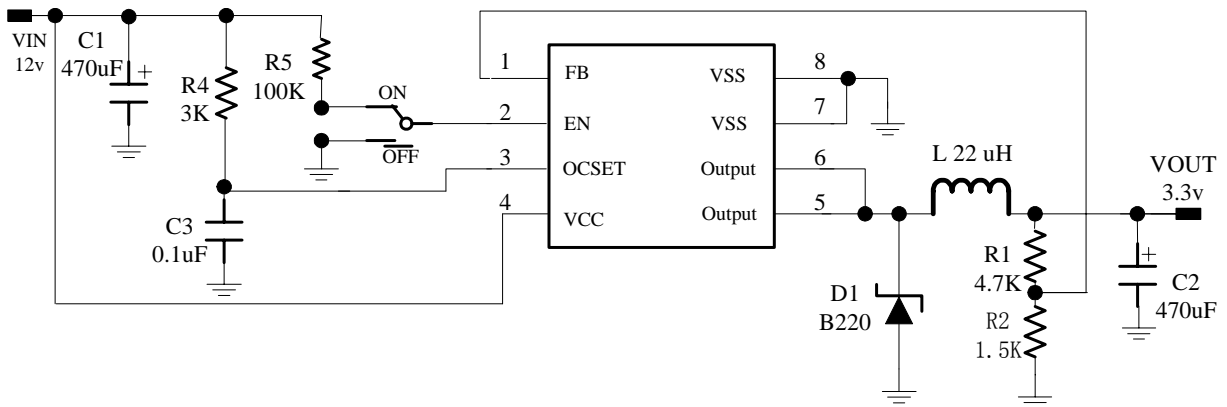 VIN
12v
C1
470uF
+
R4
3K
R5
100K
ON
OFF
C3
0.1uF
1
2
3
4
FB
EN
OCSET
VCC
VSS
VSS
Output
Output
8
7
6
5
L 22 uH
VOUT
3.3v
D1
B220
R1
4.7K
R2
1.5K
+
C2
470uF